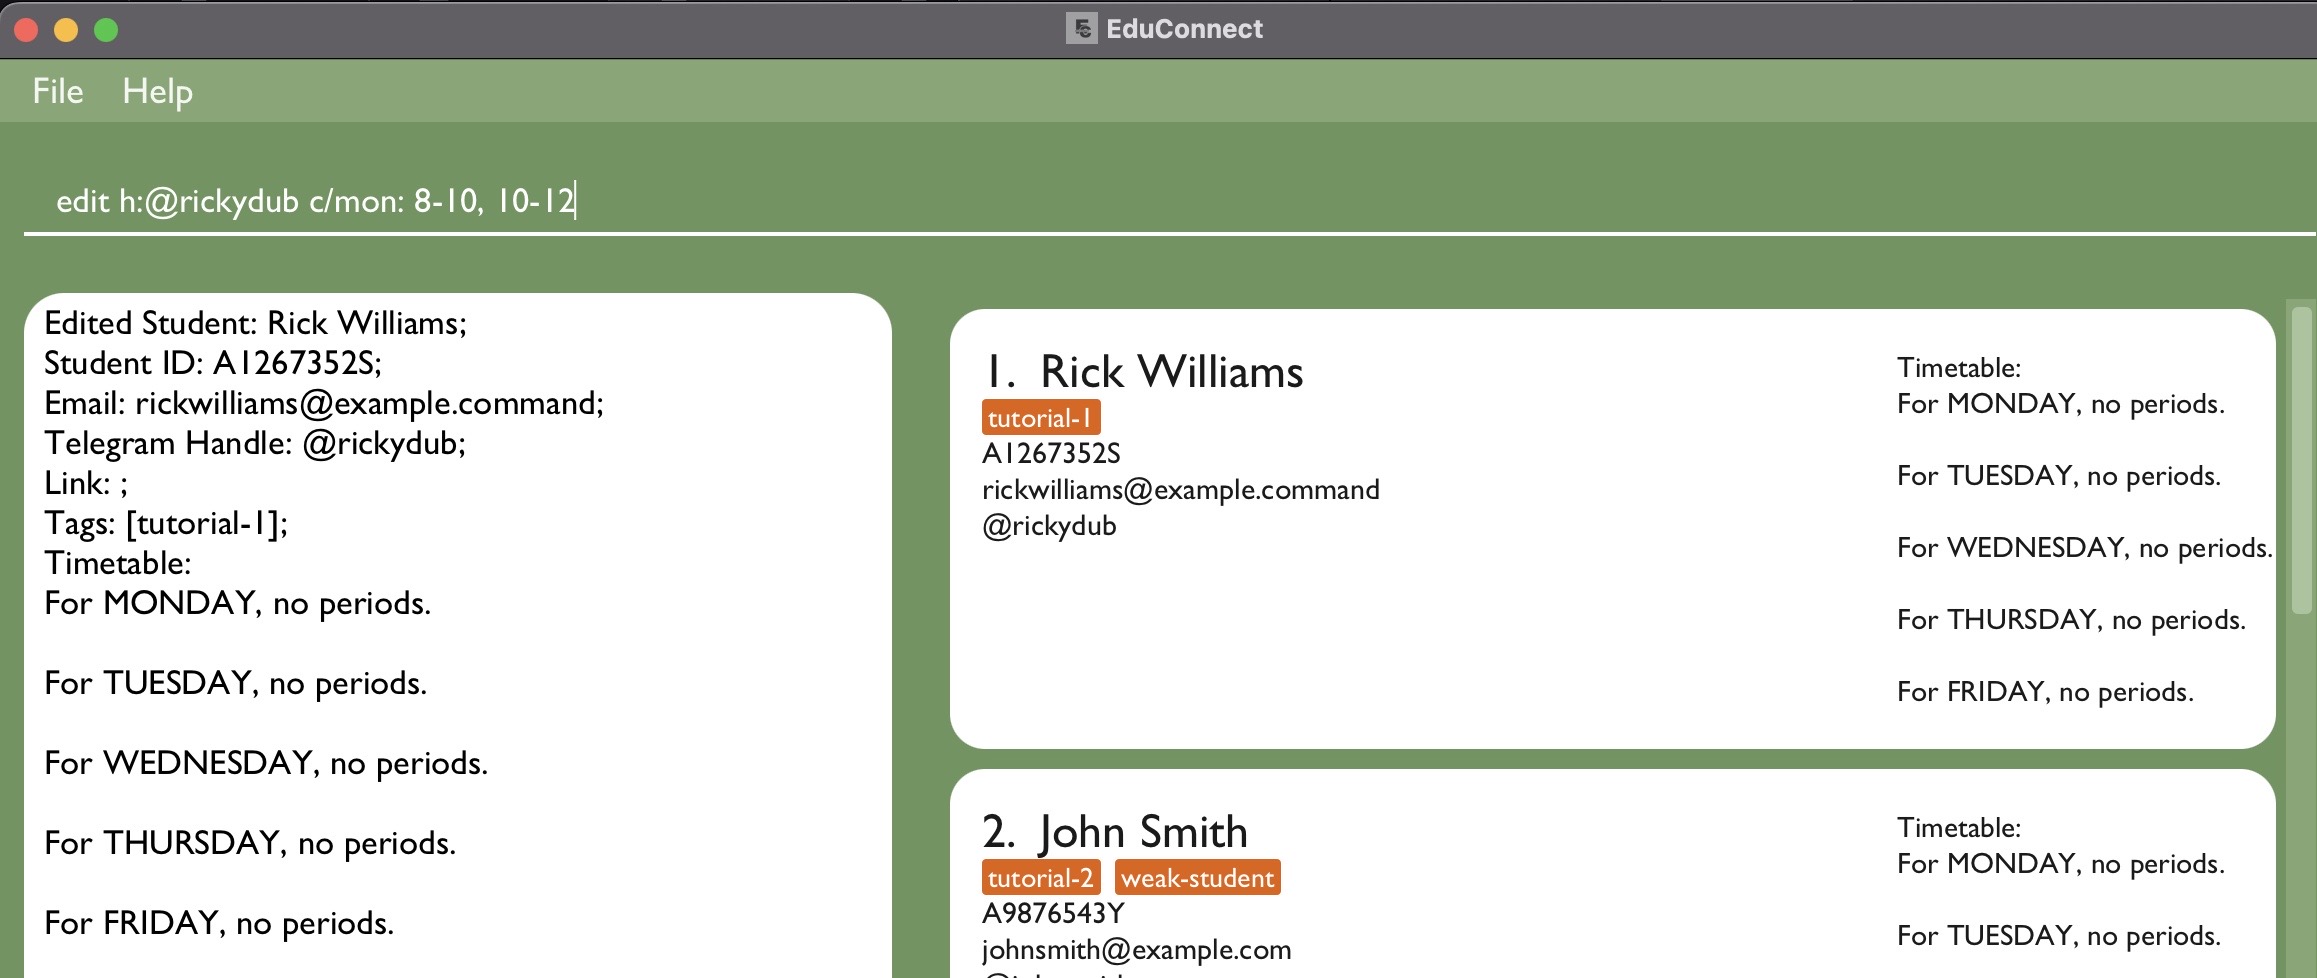 EduConnect
File Help
edit h:@rickydub c/mon: 8-10, 10-12
Edited Student: Rick Williams;
Student ID: A1267352S;
Email: rickwilliams@example.command;
Telegram Handle: @rickydub;
Link: ;
Tags: [tutorial-1];
Timetable:
For MONDAY, no periods.
For TUESDAY, no periods.
For WEDNESDAY, no periods.
For THURSDAY, no periods.
For FRIDAY, no periods.
1. Rick Williams
tutorial-1
A1267352S
rickwilliams@example.command
@rickydub
Timetable:
For MONDAY, no periods.
For TUESDAY, no periods.
For WEDNESDAY, no periods.
For THURSDAY, no periods.
For FRIDAY, no periods.
2. John Smith
tutorial-2 weak-student
A9876543Y
johnsmith@example.com
Timetable:
For MONDAY, no periods.
For TUESDAY, no periods.